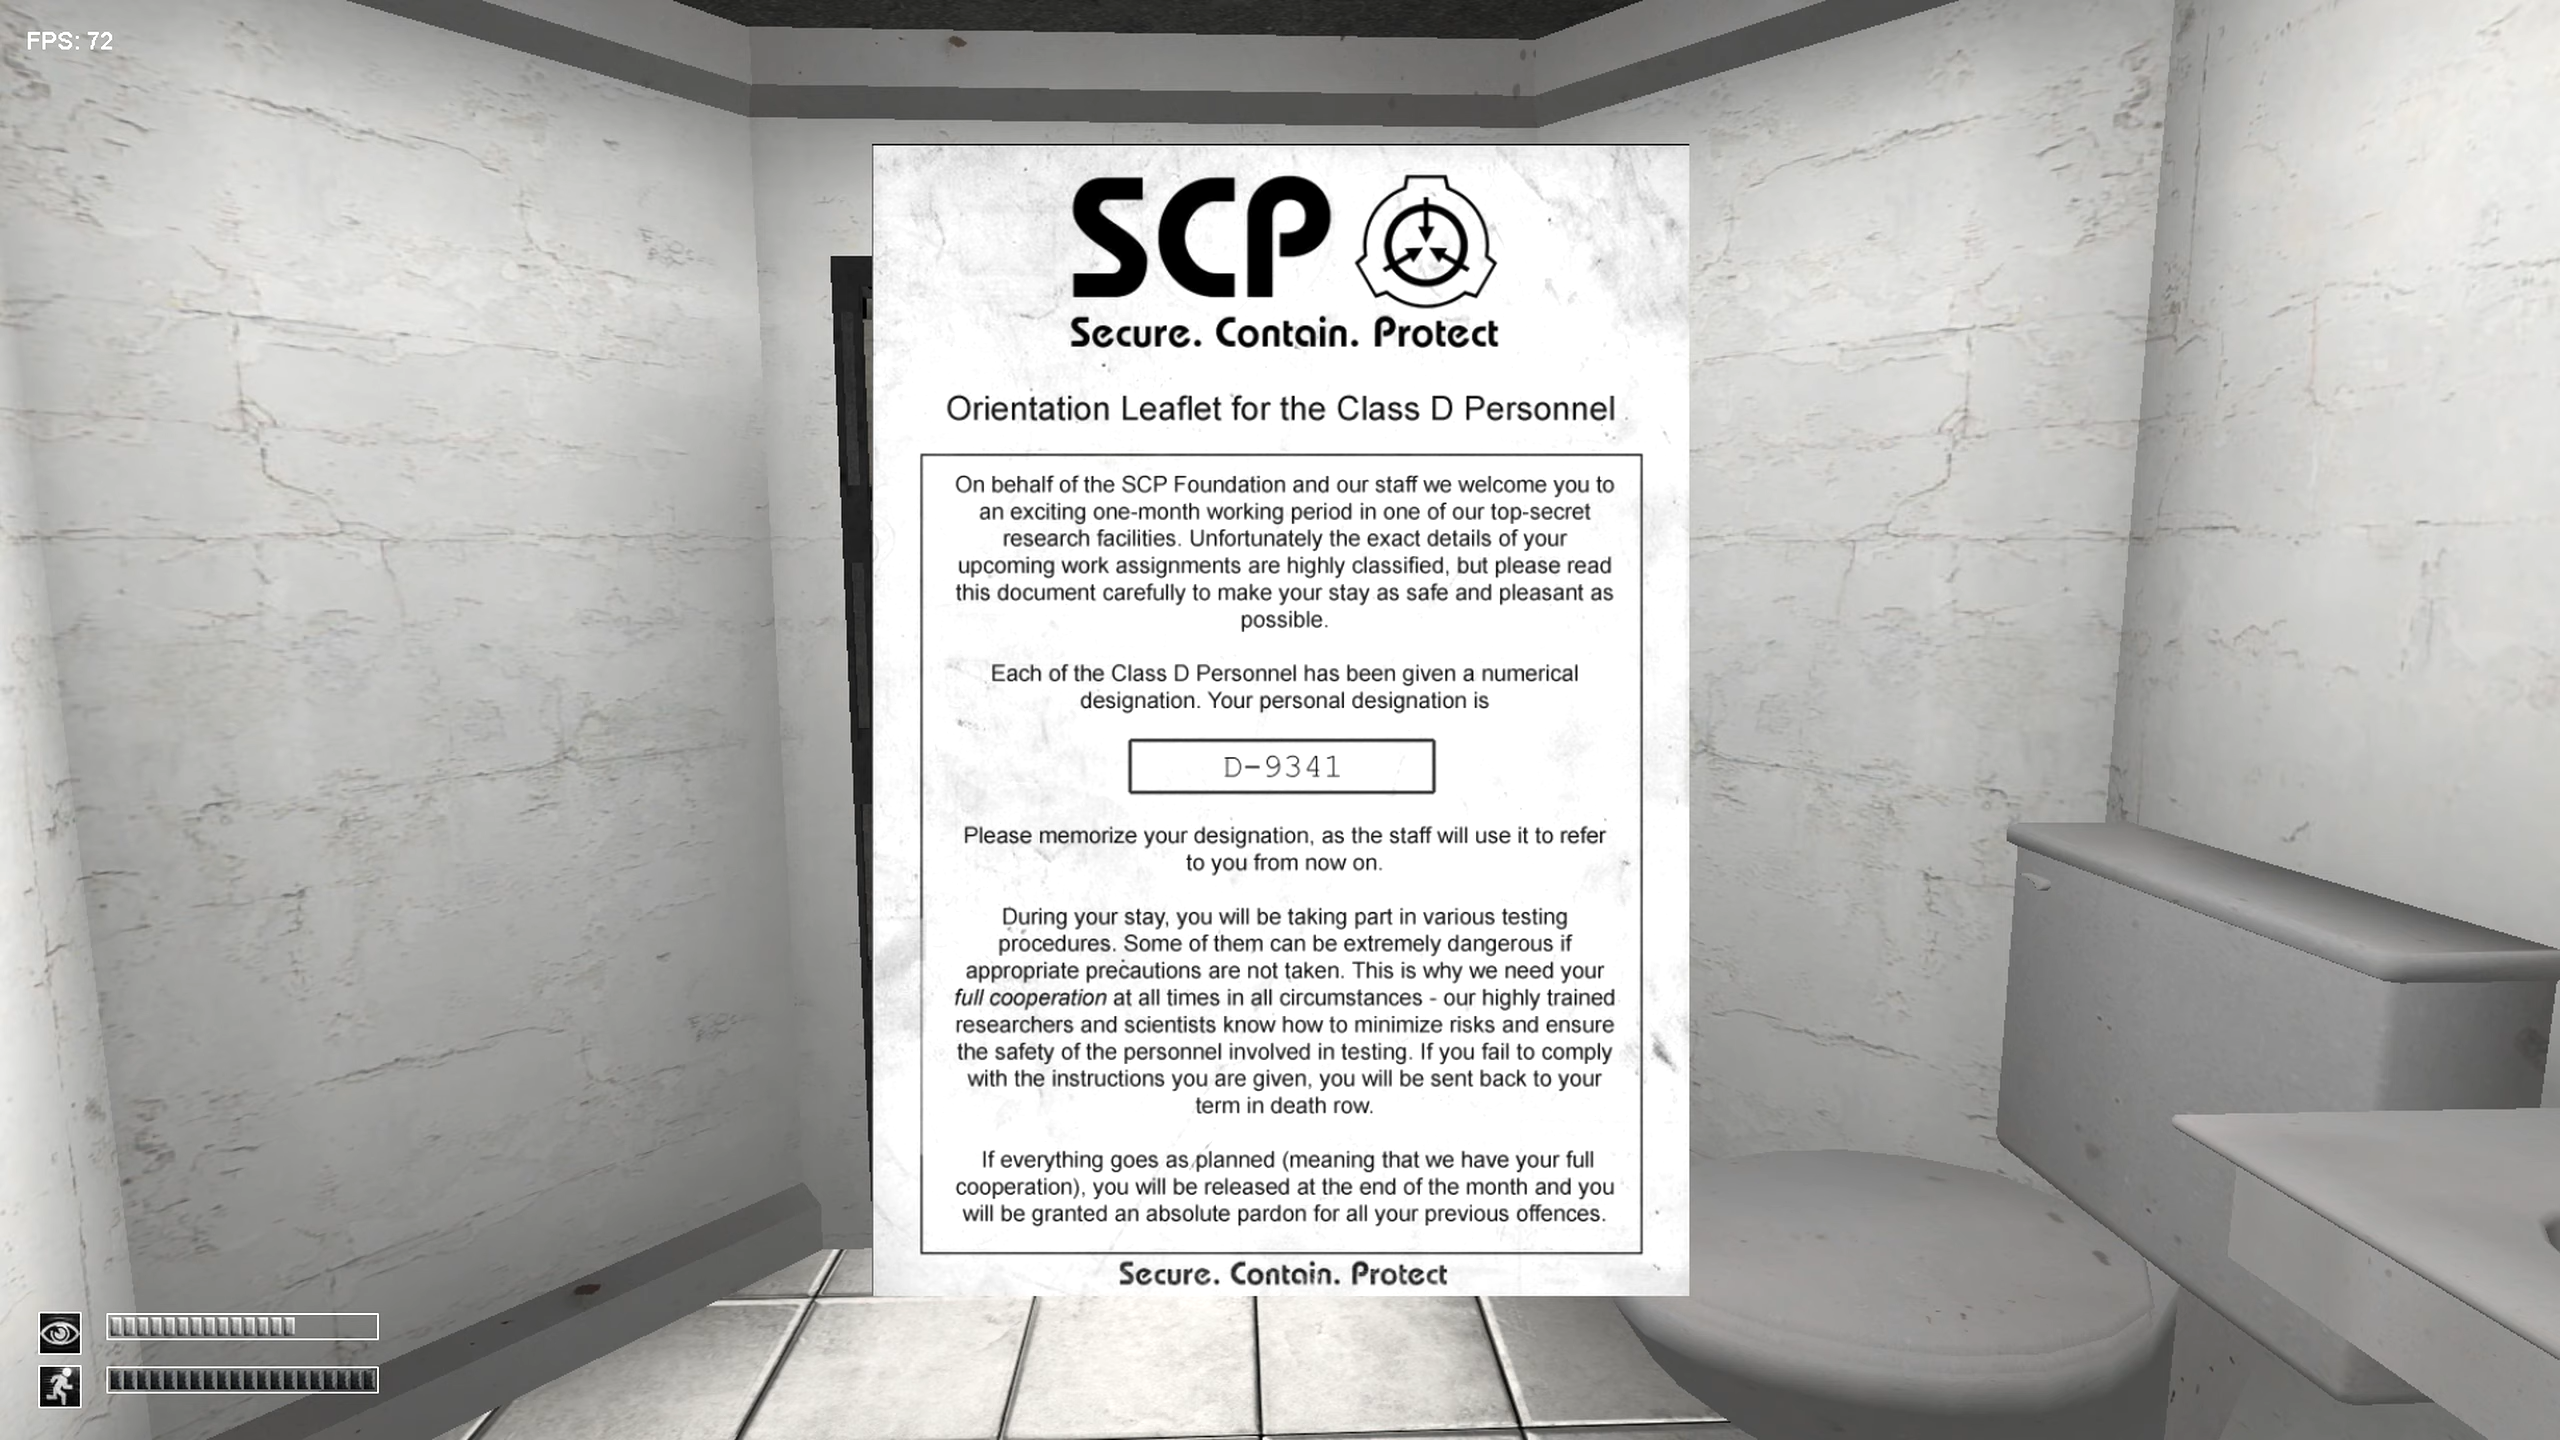 FPS: 72
SCP
Secure. Contain. Protect
Orientation Leaflet for the Class D Personnel
On behalf of the SCP Foundation and our staff we welcome you to
an exciting one-month working period in one of our top-secret
research facilities. Unfortunately the exact details of your
upcoming work assignments are highly classified, but please read
this document carefully to make your stay as safe and pleasant as
possible.
Each of the Class D Personnel has been given a numerical
designation. Your personal designation is
D-9341
Please memorize your designation, as the staff will use it to refer
to you from now on.
During your stay, you will be taking part in various testing
procedures. Some of them can be extremely dangerous if
appropriate precautions are not taken. This is why we need your
full cooperation at all times in all circumstances - our highly trained
researchers and scientists know how to minimize risks and ensure
the safety of the personnel involved in testing. If you fail to comply
with the instructions you are given, you will be sent back to your
term in death row.
If everything goes as planned (meaning that we have your full
cooperation), you will be released at the end of the month and you
will be granted an absolute pardon for all your previous offences.
Secure. Contain. Protect